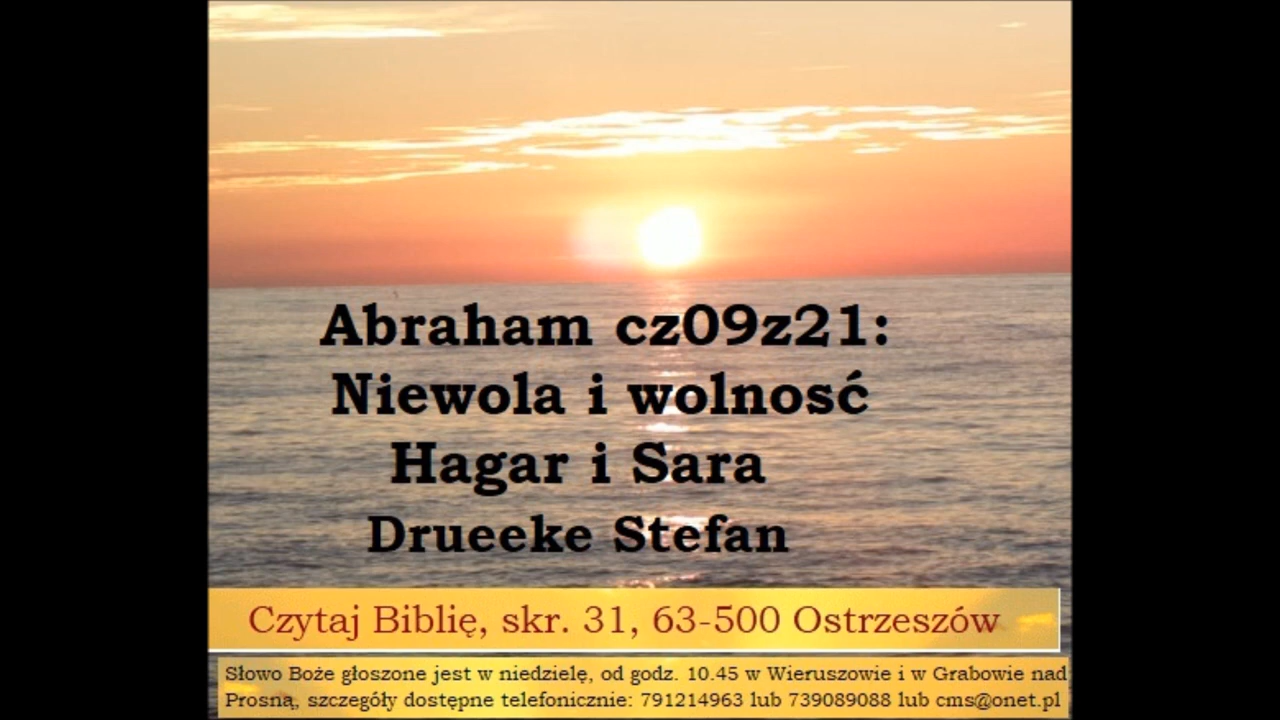 Abraham cz09z21:
Niewola i wolność
Hagar i Sara
Drueeke Stefan
Czytaj Biblię, skr. 31, 63-500 Ostrzeszów
Słowo Boże głoszone jest w niedzielę, od godz. 10.45 w Wieruszowie i w Grabowie nad
Prosną, szczegóły dostępne telefonicznie: 791214963 lub 739089088 lub cms@onet.pl